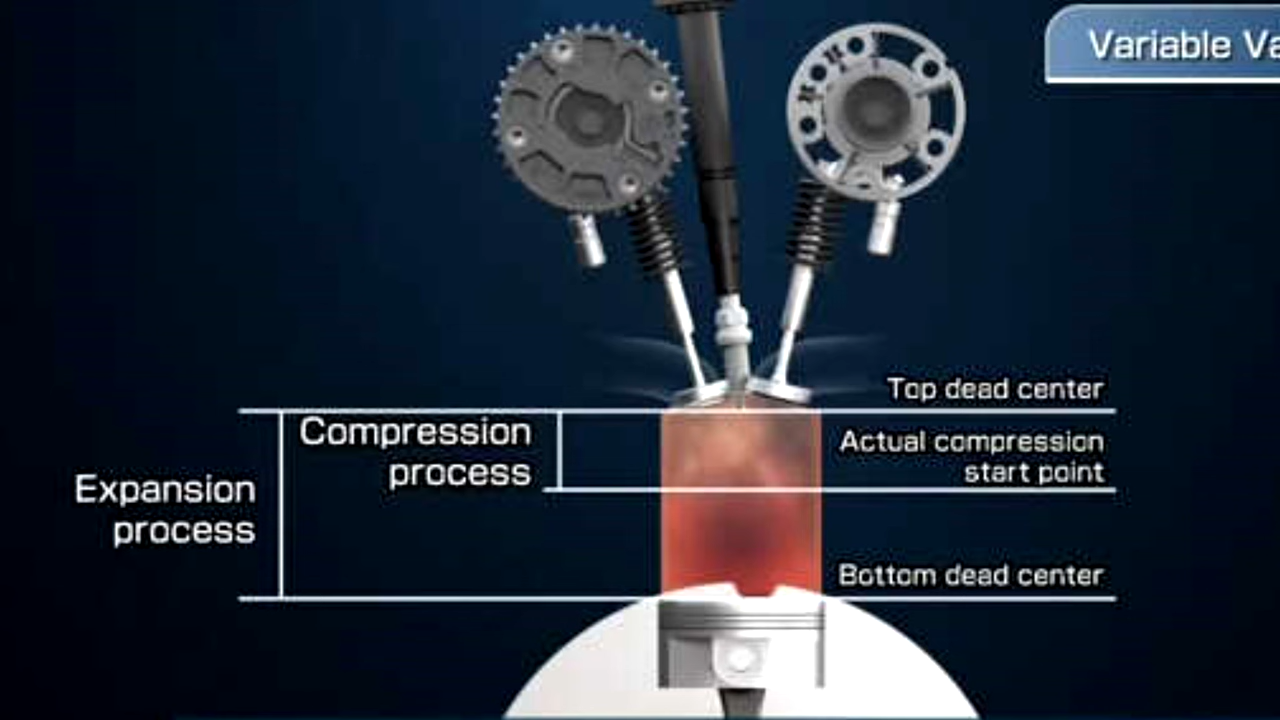 Variable Va
Top dead center
Compression
process
Actual compression
start point
Expansion
process
Bottom dead center